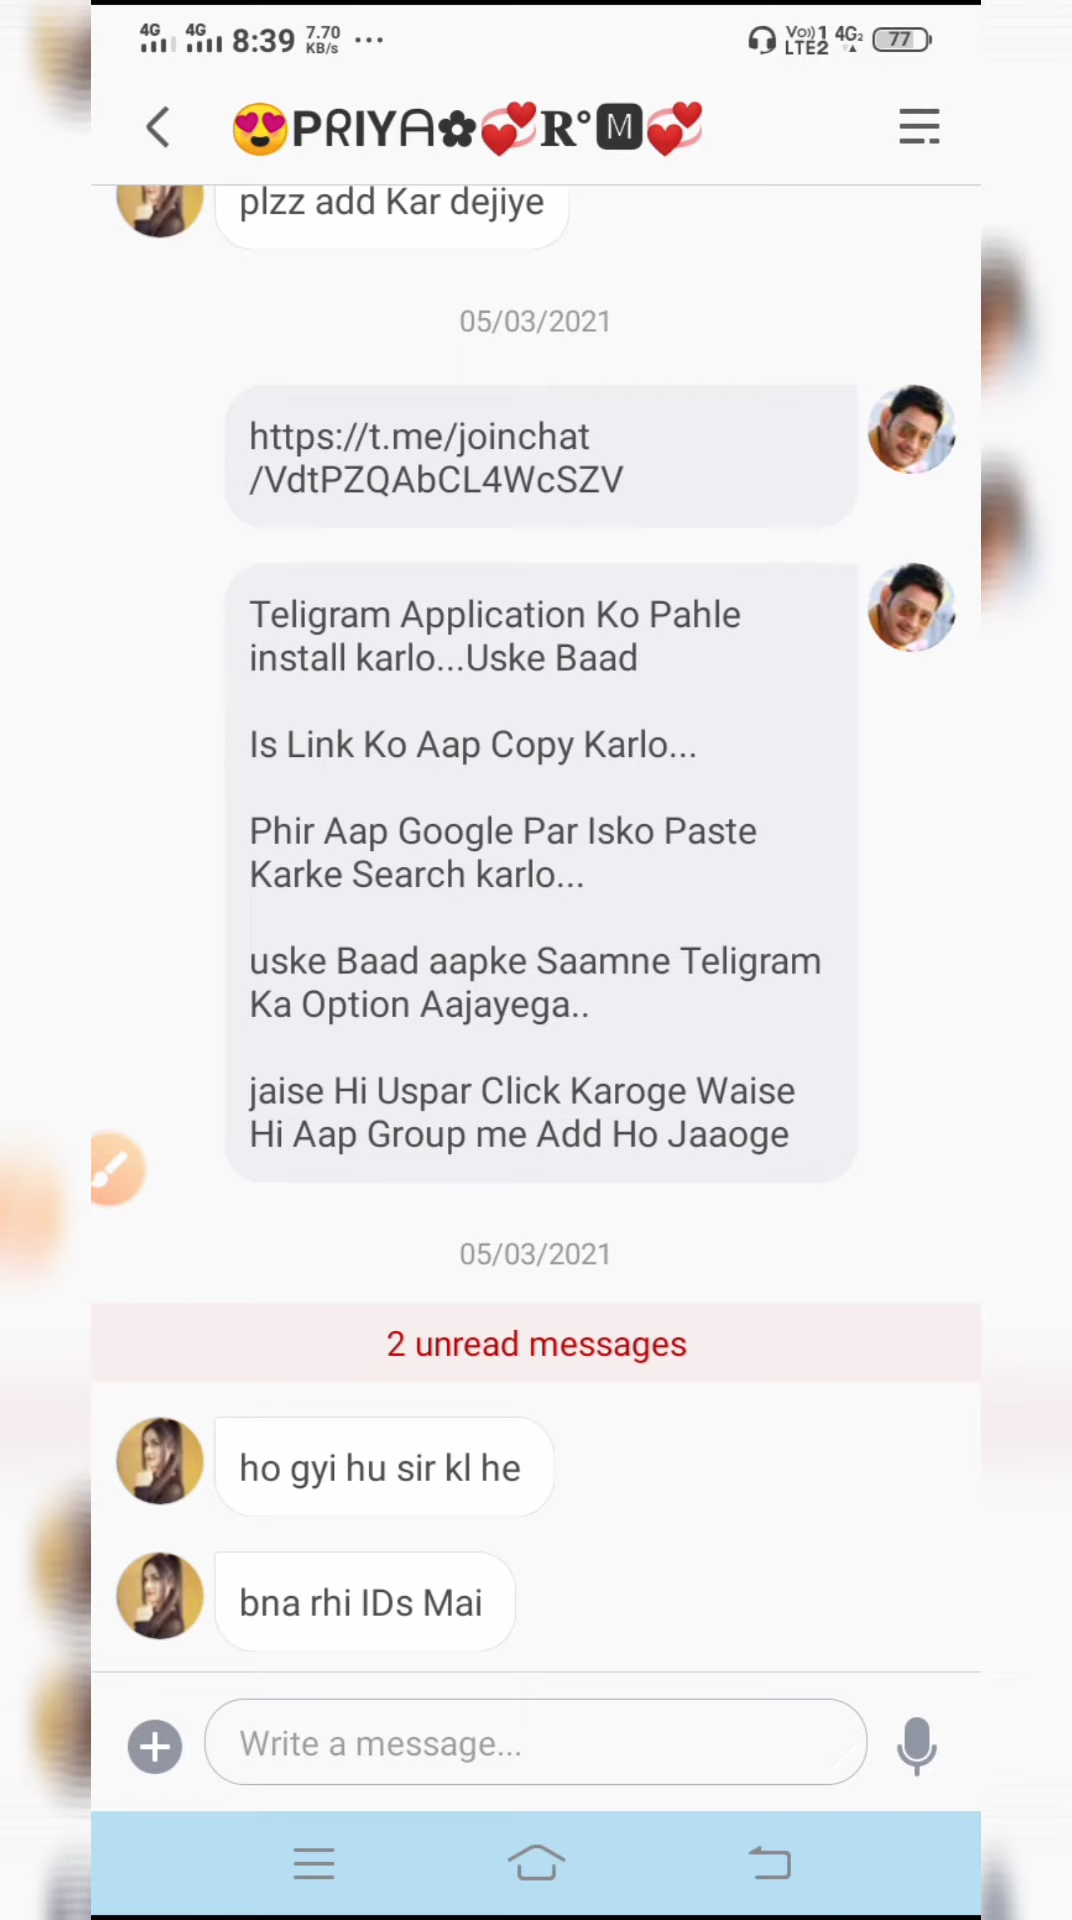 4G 4G 8:39 7.70 KB/s ... Vo)) 1 LTE2 4G2 77
😍PRIYA✿💞R°🅼💞
plzz add Kar dejiye
05/03/2021
https://t.me/joinchat
/VdtPZQAbCL4WcSZV
Teligram Application Ko Pahle
install karlo...Uske Baad
Is Link Ko Aap Copy Karlo...
Phir Aap Google Par Isko Paste
Karke Search karlo...
uske Baad aapke Saamne Teligram
Ka Option Aajayega..
jaise Hi Uspar Click Karoge Waise
Hi Aap Group me Add Ho Jaaoge
05/03/2021
2 unread messages
ho gyi hu sir kl he
bna rhi IDs Mai
Write a message...